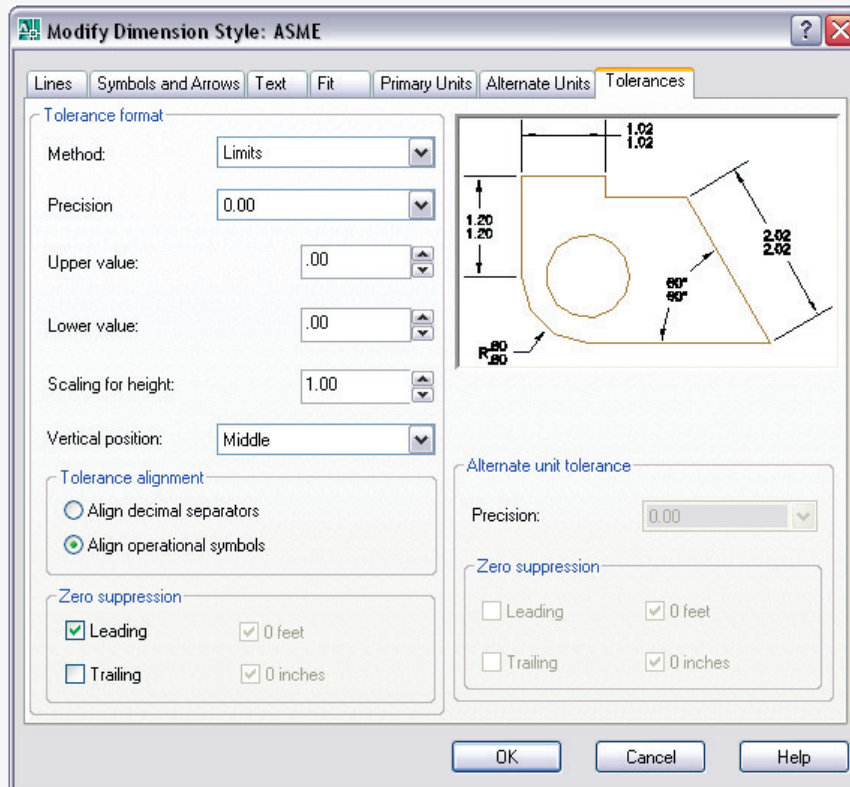 Modify Dimension Style: ASME
?
Lines Symbols and Arrows Text Fit Primary Units Alternate Units Tolerances
Tolerance format
Method: Limits
Precision 0.00
Upper value: .00
Lower value: .00
Scaling for height: 1.00
Vertical position: Middle
Tolerance alignment
Align decimal separators
Align operational symbols
Zero suppression
Leading 0 feet
Trailing 0 inches
1.02
1.02
1.20
1.20
2.02
2.02
60°
60°
R.80
.80
Alternate unit tolerance
Precision: 0.00
Zero suppression
Leading 0 feet
Trailing 0 inches
OK Cancel Help